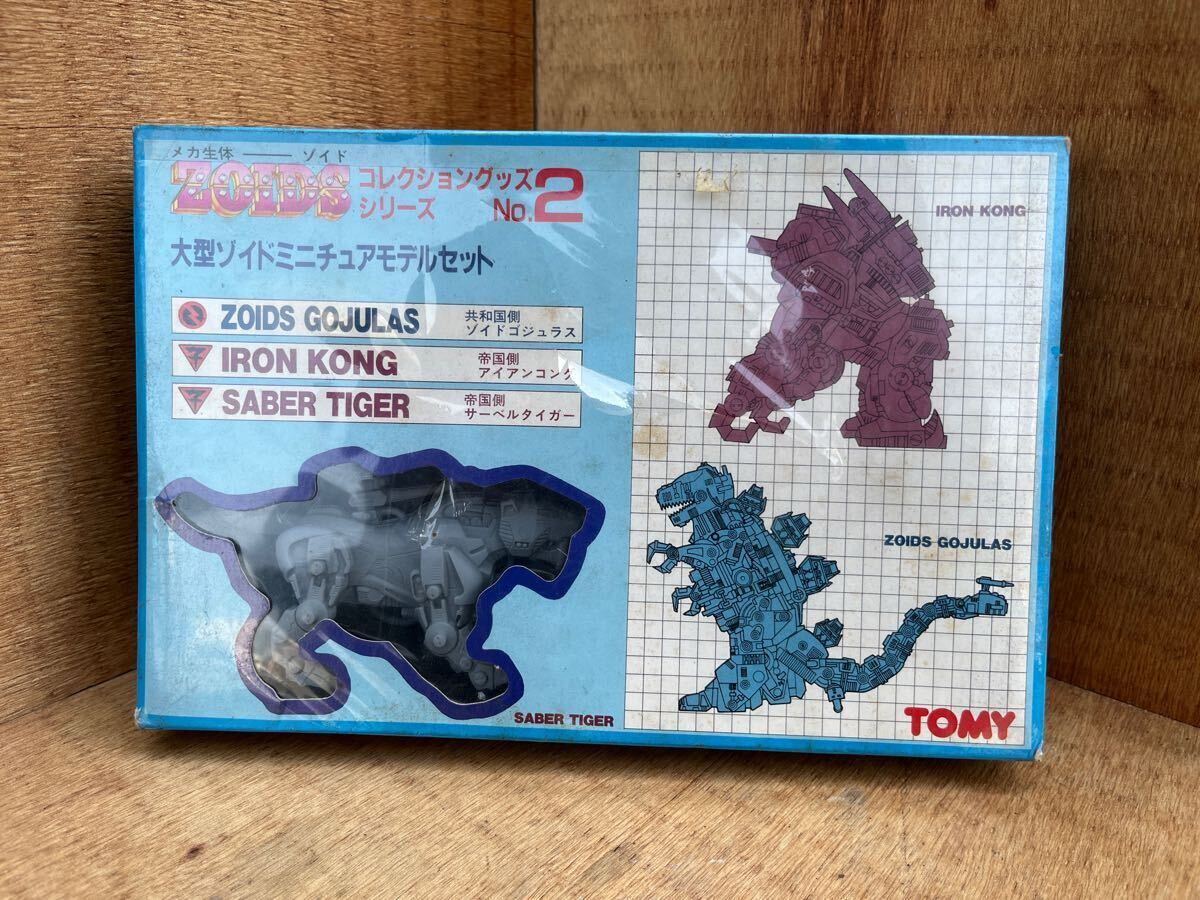 メカ生体 ── ゾイド
ZOIDS コレクショングッズ
シリーズ No.2
大型ゾイドミニチュアモデルセット
ZOIDS GOJULAS 共和国側
ゾイドゴジュラス
IRON KONG 帝国側
アイアンコング
SABER TIGER 帝国側
サーベルタイガー
SABER TIGER
IRON KONG
ZOIDS GOJULAS
TOMY